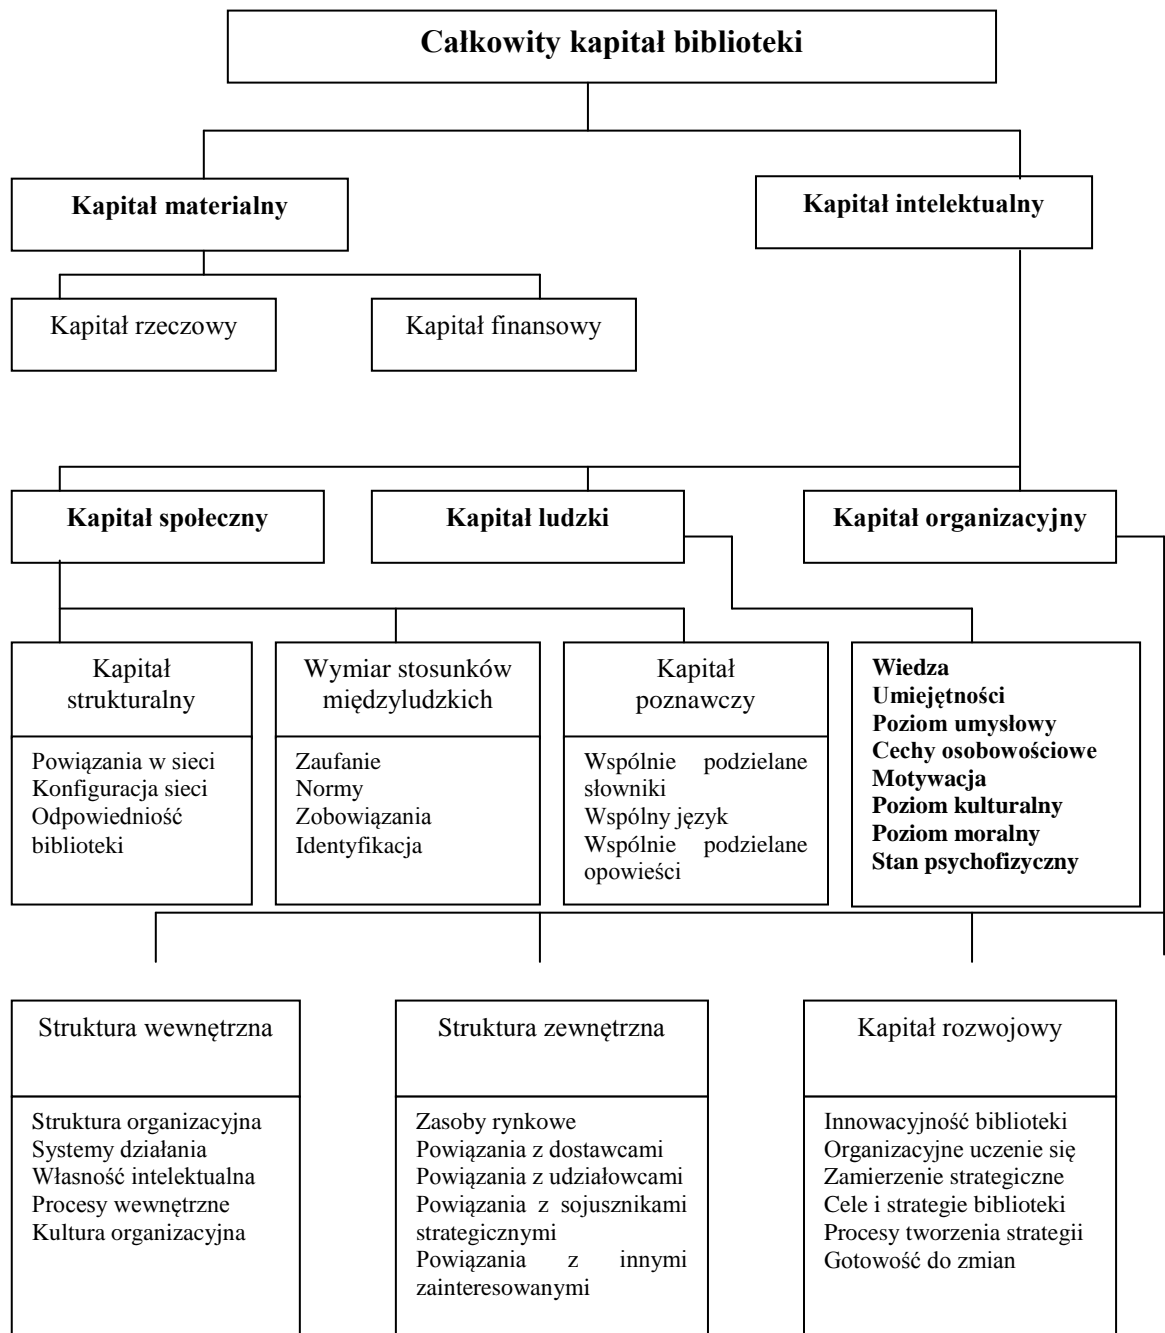 Całkowity kapitał biblioteki
Kapitał materialny
Kapitał intelektualny
Kapitał rzeczowy
Kapitał finansowy
Kapitał społeczny
Kapitał ludzki
Kapitał organizacyjny
Kapitał
strukturalny
Powiązania w sieci
Konfiguracja sieci
Odpowiedniość
biblioteki
Wymiar stosunków
międzyludzkich
Zaufanie
Normy
Zobowiązania
Identyfikacja
Kapitał
poznawczy
Wspólnie podzielane
słowniki
Wspólny język
Wspólnie podzielane
opowieści
Wiedza
Umiejętności
Poziom umysłowy
Cechy osobowościowe
Motywacja
Poziom kulturalny
Poziom moralny
Stan psychofizyczny
Struktura wewnętrzna
Struktura organizacyjna
Systemy działania
Własność intelektualna
Procesy wewnętrzne
Kultura organizacyjna
Struktura zewnętrzna
Zasoby rynkowe
Powiązania z dostawcami
Powiązania z udziałowcami
Powiązania z sojusznikami
strategicznymi
Powiązania z innymi
zainteresowanymi
Kapitał rozwojowy
Innowacyjność biblioteki
Organizacyjne uczenie się
Zamierzenie strategiczne
Cele i strategie biblioteki
Procesy tworzenia strategii
Gotowość do zmian